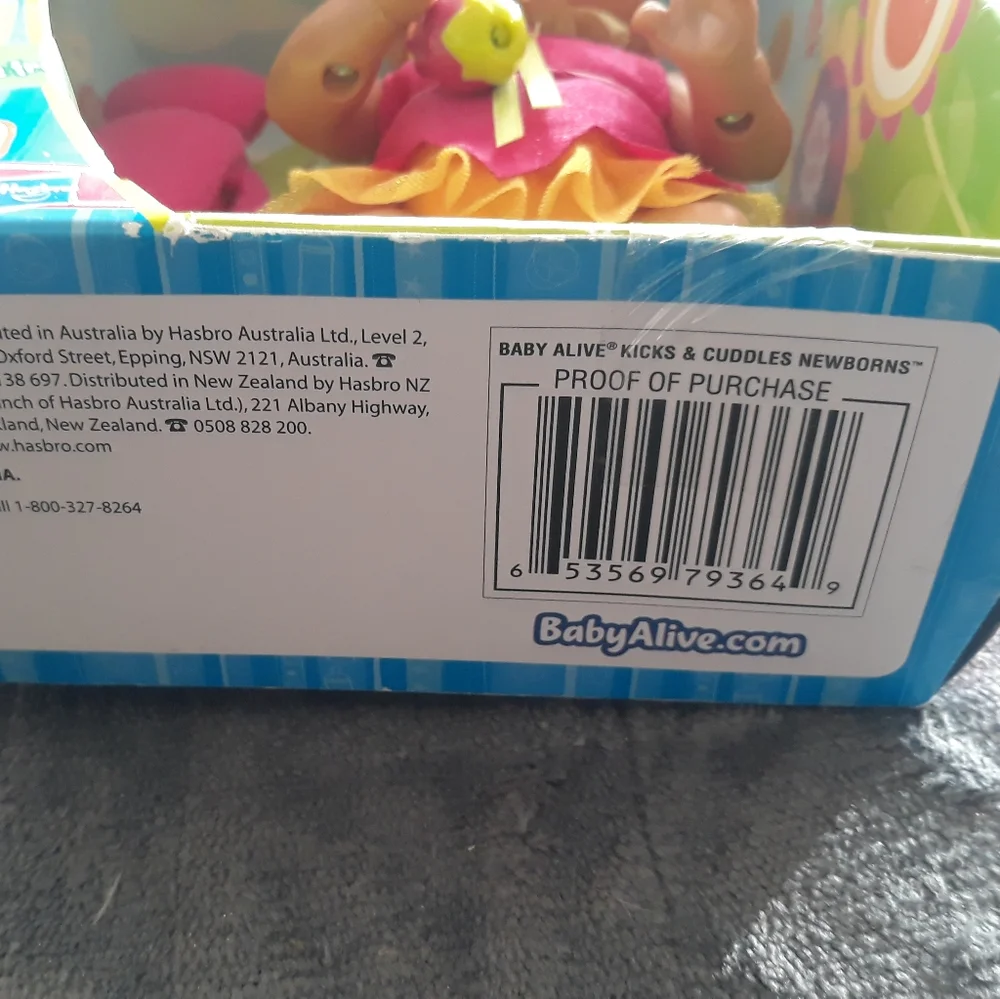 Hasbro
ted in Australia by Hasbro Australia Ltd., Level 2,
Oxford Street, Epping, NSW 2121, Australia. ☎
38 697. Distributed in New Zealand by Hasbro NZ
nch of Hasbro Australia Ltd.), 221 Albany Highway,
land, New Zealand. ☎ 0508 828 200.
w.hasbro.com
A.
ll 1-800-327-8264
BABY ALIVE® KICKS & CUDDLES NEWBORNS™
PROOF OF PURCHASE
6 53569 79364 9
BabyAlive.com